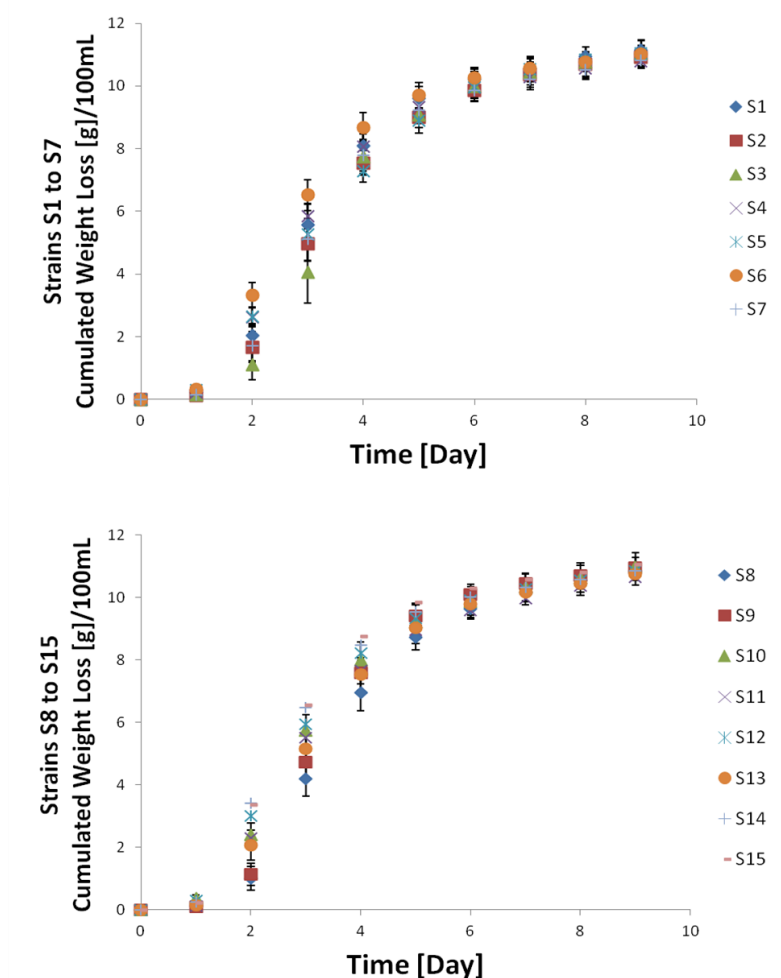 Strains S1 to S7
Cumulated Weight Loss [g]/100mL
12
10
8
6
4
2
0
0 2 4 6 8 10
Time [Day]
S1
S2
S3
S4
S5
S6
S7
Strains S8 to S15
Cumulated Weight Loss [g]/100mL
12
10
8
6
4
2
0
0 2 4 6 8 10
Time [Day]
S8
S9
S10
S11
S12
S13
S14
S15